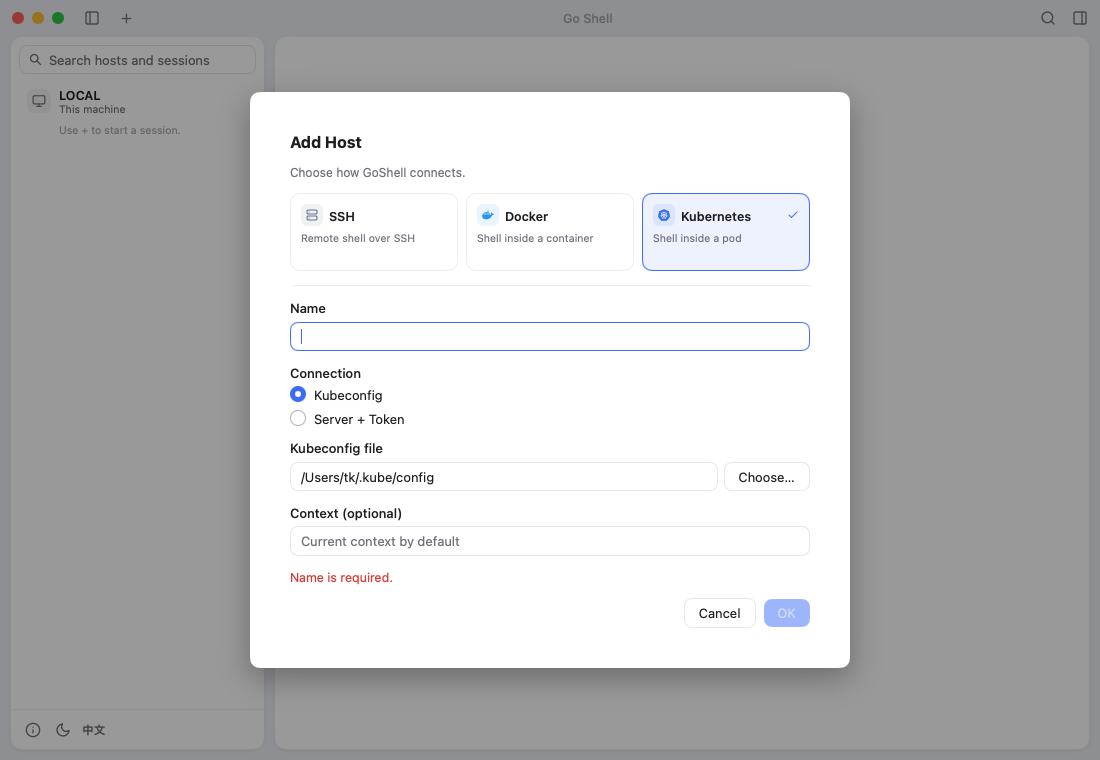 Go Shell
Search hosts and sessions
LOCAL
This machine
Use + to start a session.
Add Host
Choose how GoShell connects.
SSH
Remote shell over SSH
Docker
Shell inside a container
Kubernetes
Shell inside a pod
Name
Connection
Kubeconfig
Server + Token
Kubeconfig file
/Users/tk/.kube/config
Choose...
Context (optional)
Current context by default
Name is required.
Cancel
OK
中文